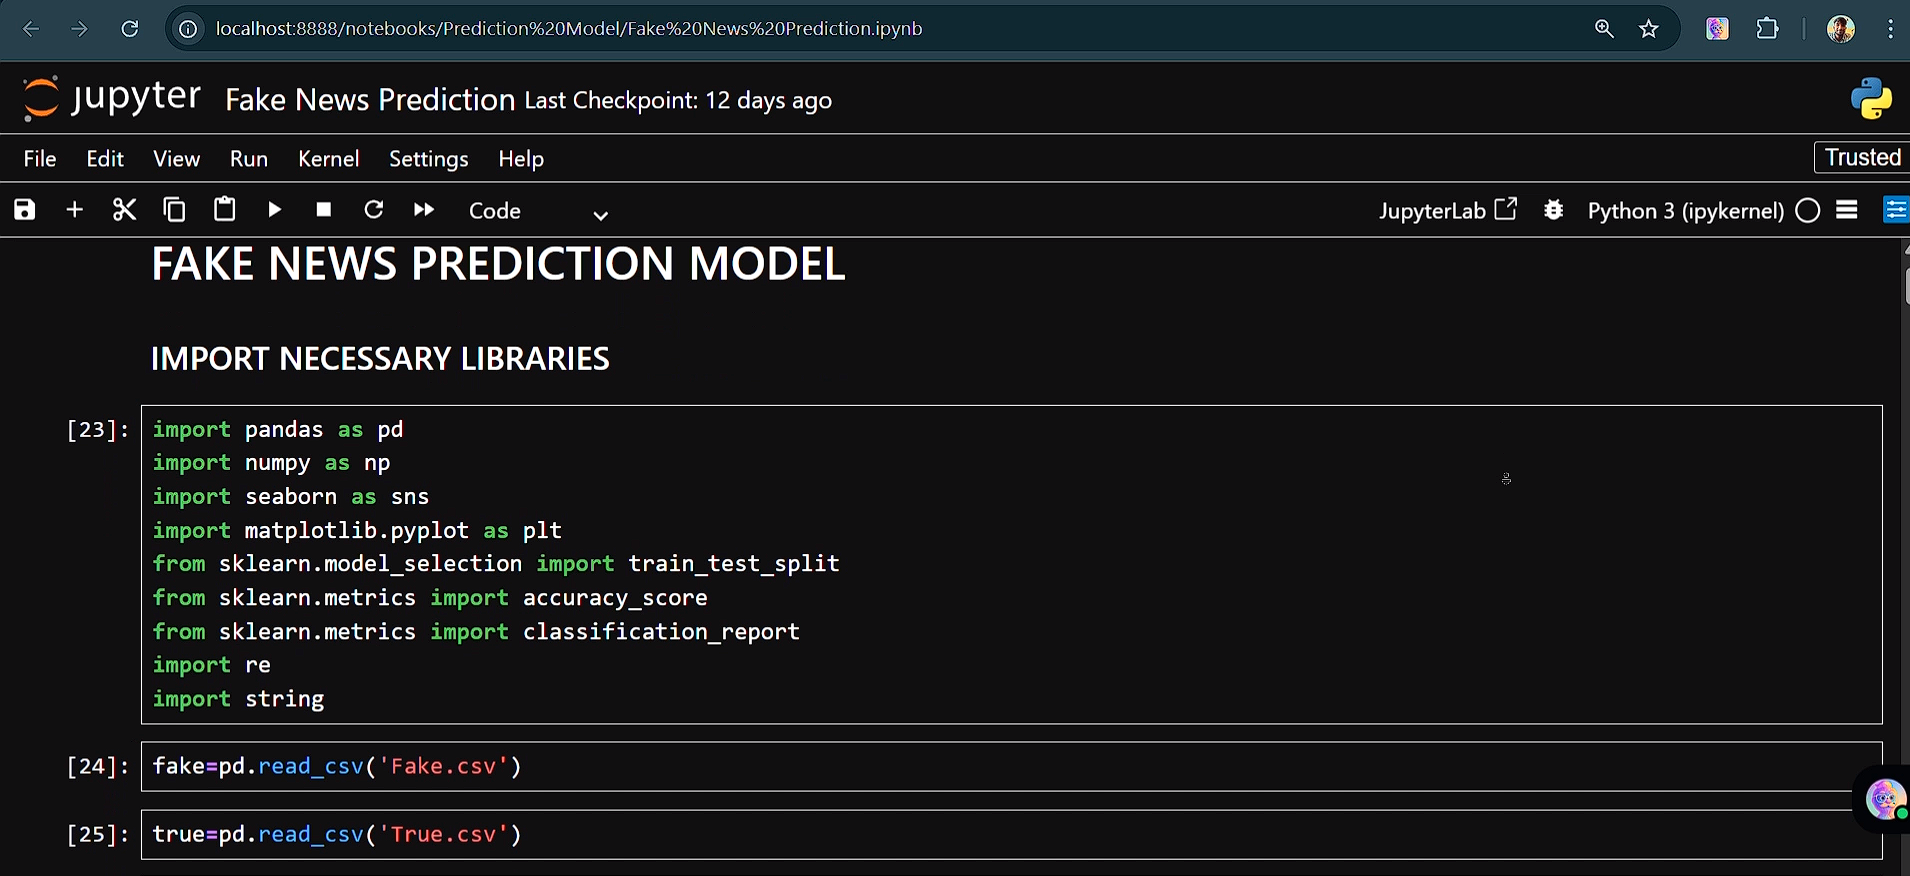 localhost:8888/notebooks/Prediction%20Model/Fake%20News%20Prediction.ipynb
jupyter Fake News Prediction Last Checkpoint: 12 days ago
File Edit View Run Kernel Settings Help Trusted
Code JupyterLab Python 3 (ipykernel)
FAKE NEWS PREDICTION MODEL
IMPORT NECESSARY LIBRARIES
[23]: import pandas as pd
import numpy as np
import seaborn as sns
import matplotlib.pyplot as plt
from sklearn.model_selection import train_test_split
from sklearn.metrics import accuracy_score
from sklearn.metrics import classification_report
import re
import string
[24]: fake=pd.read_csv('Fake.csv')
[25]: true=pd.read_csv('True.csv')